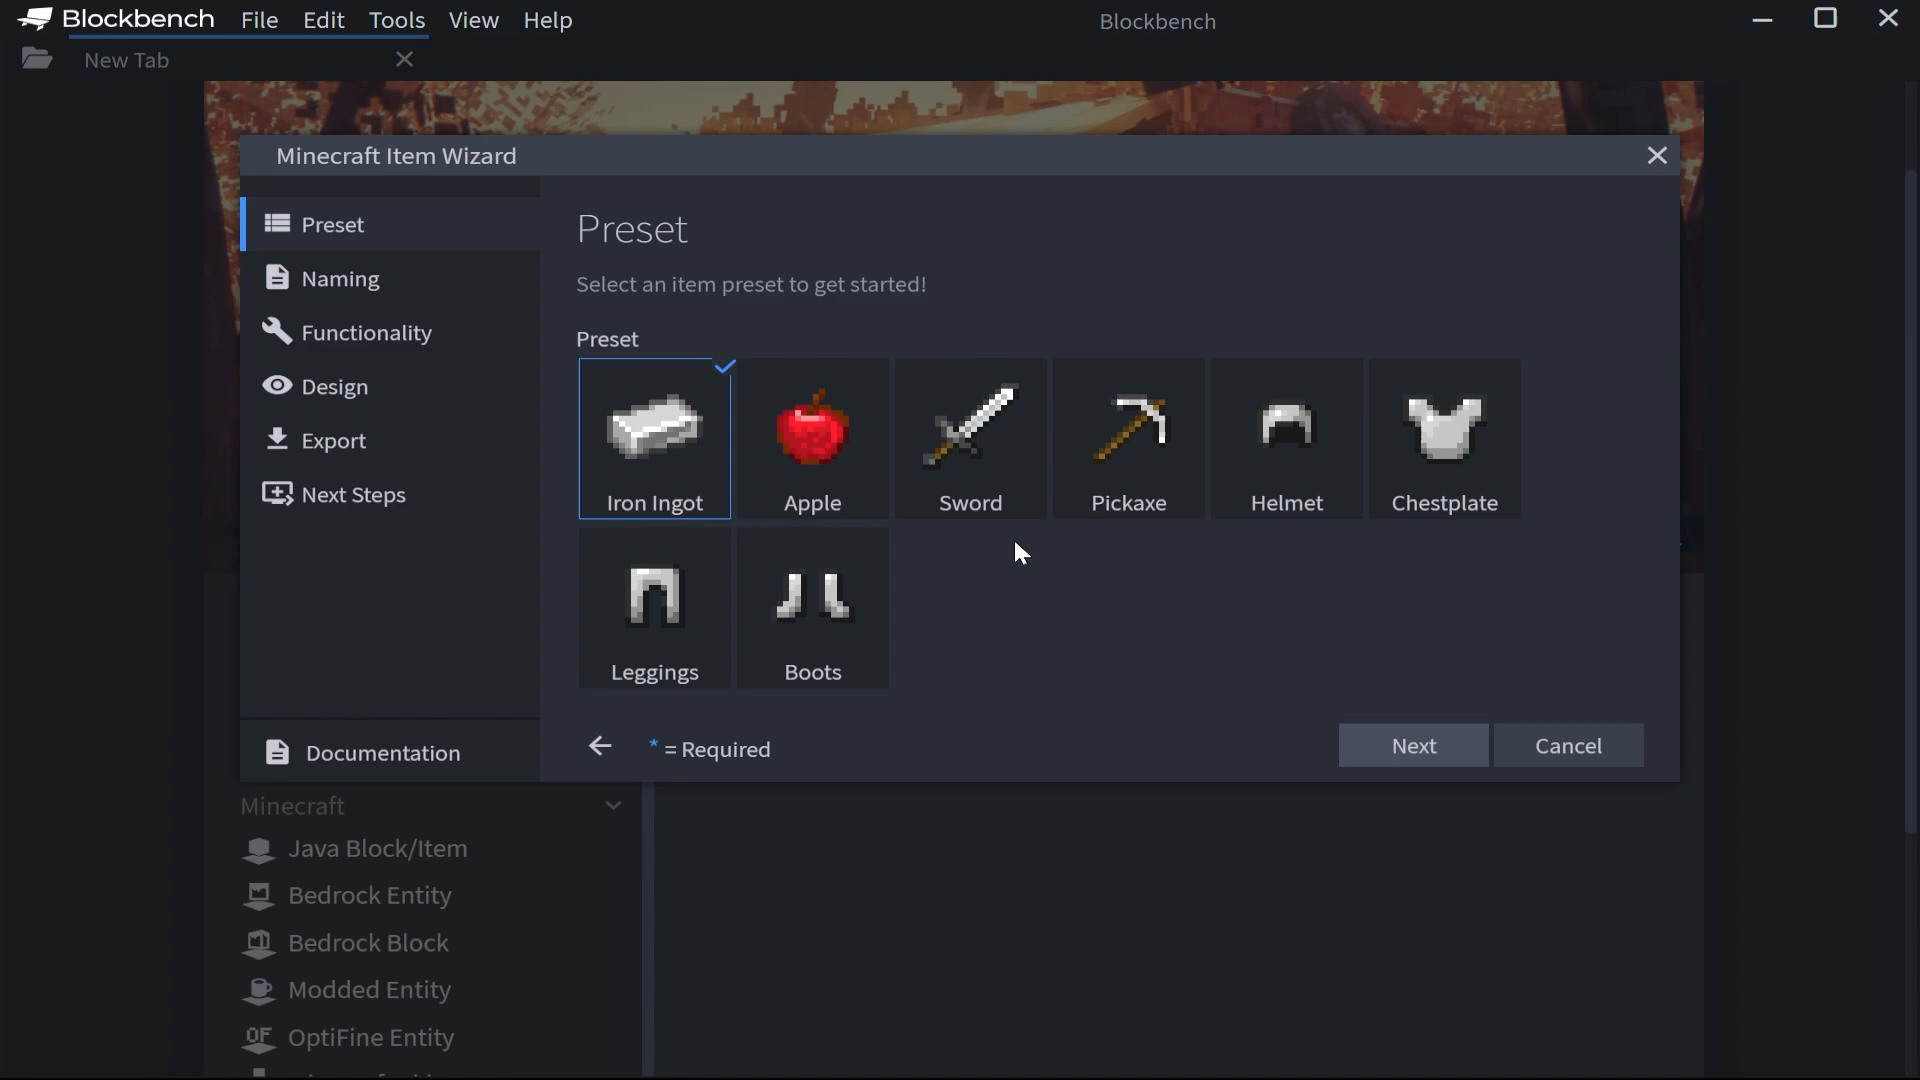 Blockbench File Edit Tools View Help
Blockbench
New Tab
Minecraft Item Wizard
Preset
Naming
Functionality
Design
Export
Next Steps
Documentation
Preset
Select an item preset to get started!
Preset
Iron Ingot
Apple
Sword
Pickaxe
Helmet
Chestplate
Leggings
Boots
* = Required
Next
Cancel
Minecraft
Java Block/Item
Bedrock Entity
Bedrock Block
Modded Entity
OF OptiFine Entity